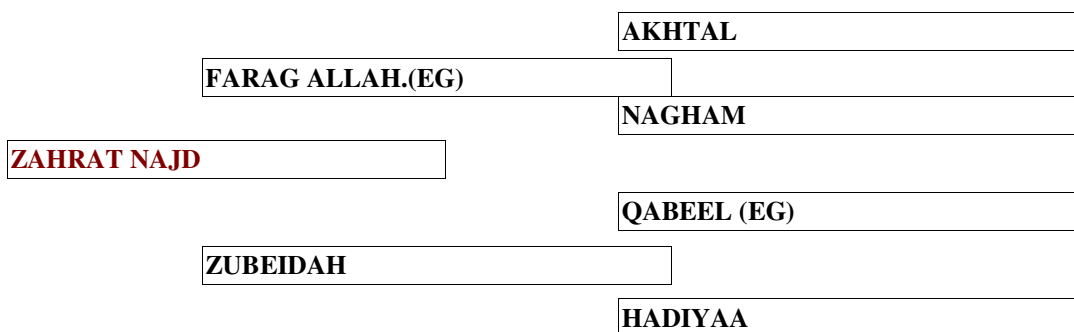 AKHTAL
FARAG ALLAH.(EG)
NAGHAM
ZAHRAT NAJD
QABEEL (EG)
ZUBEIDAH
HADIYAA